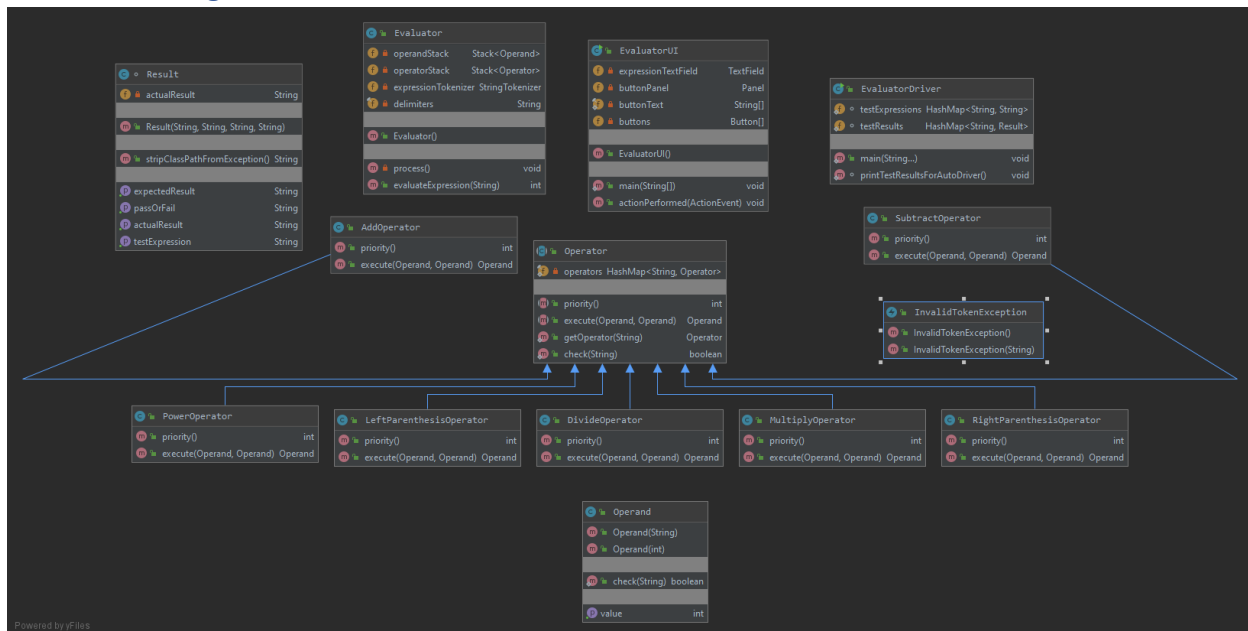 Evaluator
operandStack Stack<Operand>
operatorStack Stack<Operator>
expressionTokenizer StringTokenizer
delimiters String
Evaluator()
process() void
evaluateExpression(String) int
EvaluatorUI
expressionTextField TextField
buttonPanel Panel
buttonText String[]
buttons Button[]
EvaluatorUI()
main(String[]) void
actionPerformed(ActionEvent) void
Result
actualResult String
Result(String, String, String, String)
stripClassPathFromException() String
expectedResult String
passOrFail String
actualResult String
testExpression String
EvaluatorDriver
testExpressions HashMap<String, String>
testResults HashMap<String, Result>
main(String...) void
printTestResultsForAutoDriver() void
AddOperator
priority() int
execute(Operand, Operand) Operand
Operator
operators HashMap<String, Operator>
priority() int
execute(Operand, Operand) Operand
getOperator(String) Operator
check(String) boolean
SubtractOperator
priority() int
execute(Operand, Operand) Operand
InvalidTokenException
InvalidTokenException()
InvalidTokenException(String)
PowerOperator
priority() int
execute(Operand, Operand) Operand
LeftParenthesisOperator
priority() int
execute(Operand, Operand) Operand
DivideOperator
priority() int
execute(Operand, Operand) Operand
MultiplyOperator
priority() int
execute(Operand, Operand) Operand
RightParenthesisOperator
priority() int
execute(Operand, Operand) Operand
Operand
Operand(String)
Operand(int)
check(String) boolean
value int
Powered by yFiles